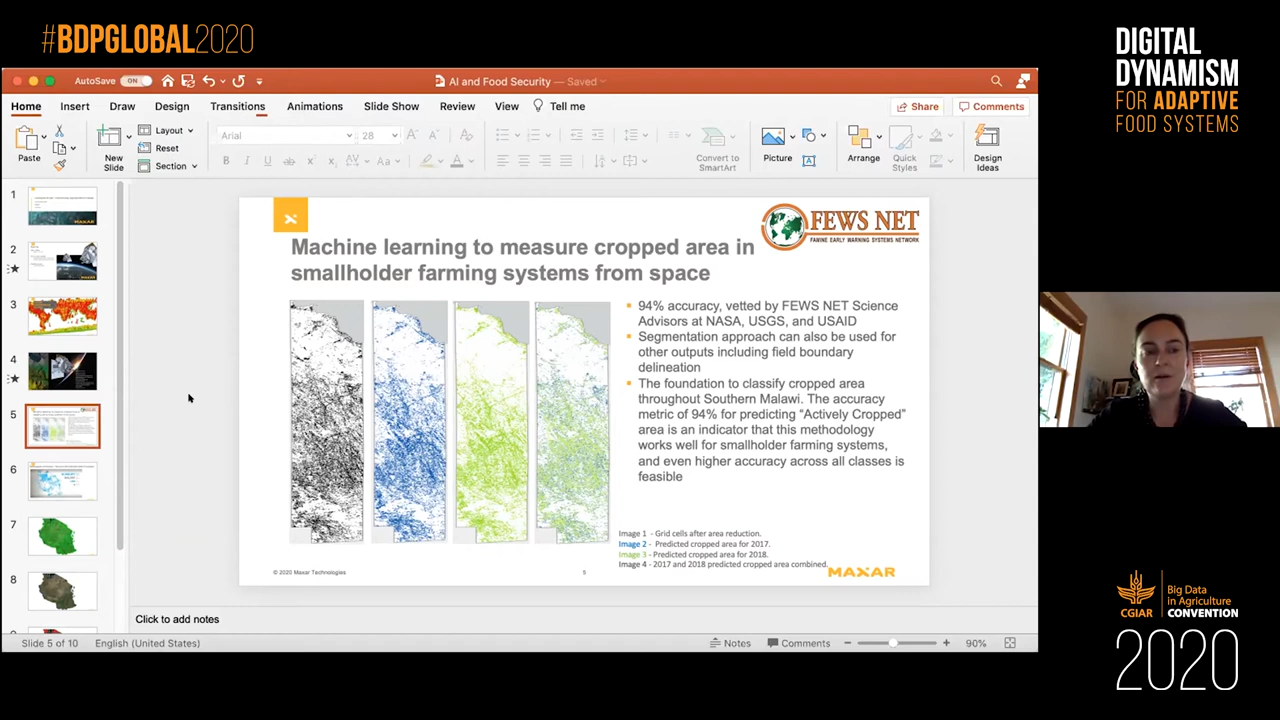 #BDPGLOBAL2020
DIGITAL
DYNAMISM
FOR ADAPTIVE
FOOD SYSTEMS
AutoSave ON
AI and Food Security — Saved
Home Insert Draw Design Transitions Animations Slide Show Review View Tell me
Share Comments
Paste
New
Slide
Layout
Reset
Section
Arial 28
Convert to
SmartArt
Picture
Arrange
Quick
Styles
Design
Ideas
1
2
3
4
5
6
7
8
FEWS NET
FAMINE EARLY WARNING SYSTEMS NETWORK
Machine learning to measure cropped area in
smallholder farming systems from space
▪ 94% accuracy, vetted by FEWS NET Science
Advisors at NASA, USGS, and USAID
▪ Segmentation approach can also be used for
other outputs including field boundary
delineation
▪ The foundation to classify cropped area
throughout Southern Malawi. The accuracy
metric of 94% for predicting “Actively Cropped”
area is an indicator that this methodology
works well for smallholder farming systems,
and even higher accuracy across all classes is
feasible
Image 1 - Grid cells after area reduction.
Image 2 - Predicted cropped area for 2017.
Image 3 - Predicted cropped area for 2018.
Image 4 - 2017 and 2018 predicted cropped area combined.
© 2020 Maxar Technologies
5
MAXAR
Click to add notes
Slide 5 of 10 English (United States)
Notes Comments 90%
CGIAR
Big Data
in Agriculture
CONVENTION
2020